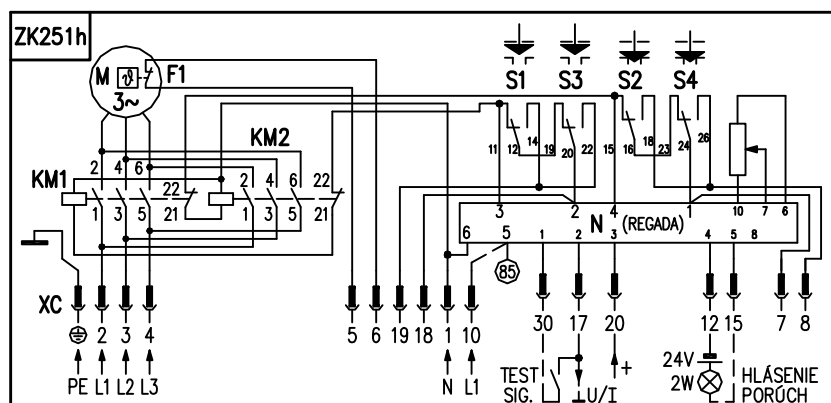 ZK251h
S1 S3 S2 S4
M ϑ F1
3~
KM2
2 4 6
KM1
22
2 4 6
22
1 3 5
21
1 3 5
21
11 12 14 19 20 22 15 16 18 23 24 26
3 2 4 1 10 7 6
N (REGADA)
6 5 1 2 3 4 5 8
85
XC
2 3 4 5 6 19 18 1 10 30 17 20 12 15 7 8
PE L1 L2 L3 N L1
TEST
SIG.
U/I
+
24V
2W
HLÁSENIE
PORÚCH